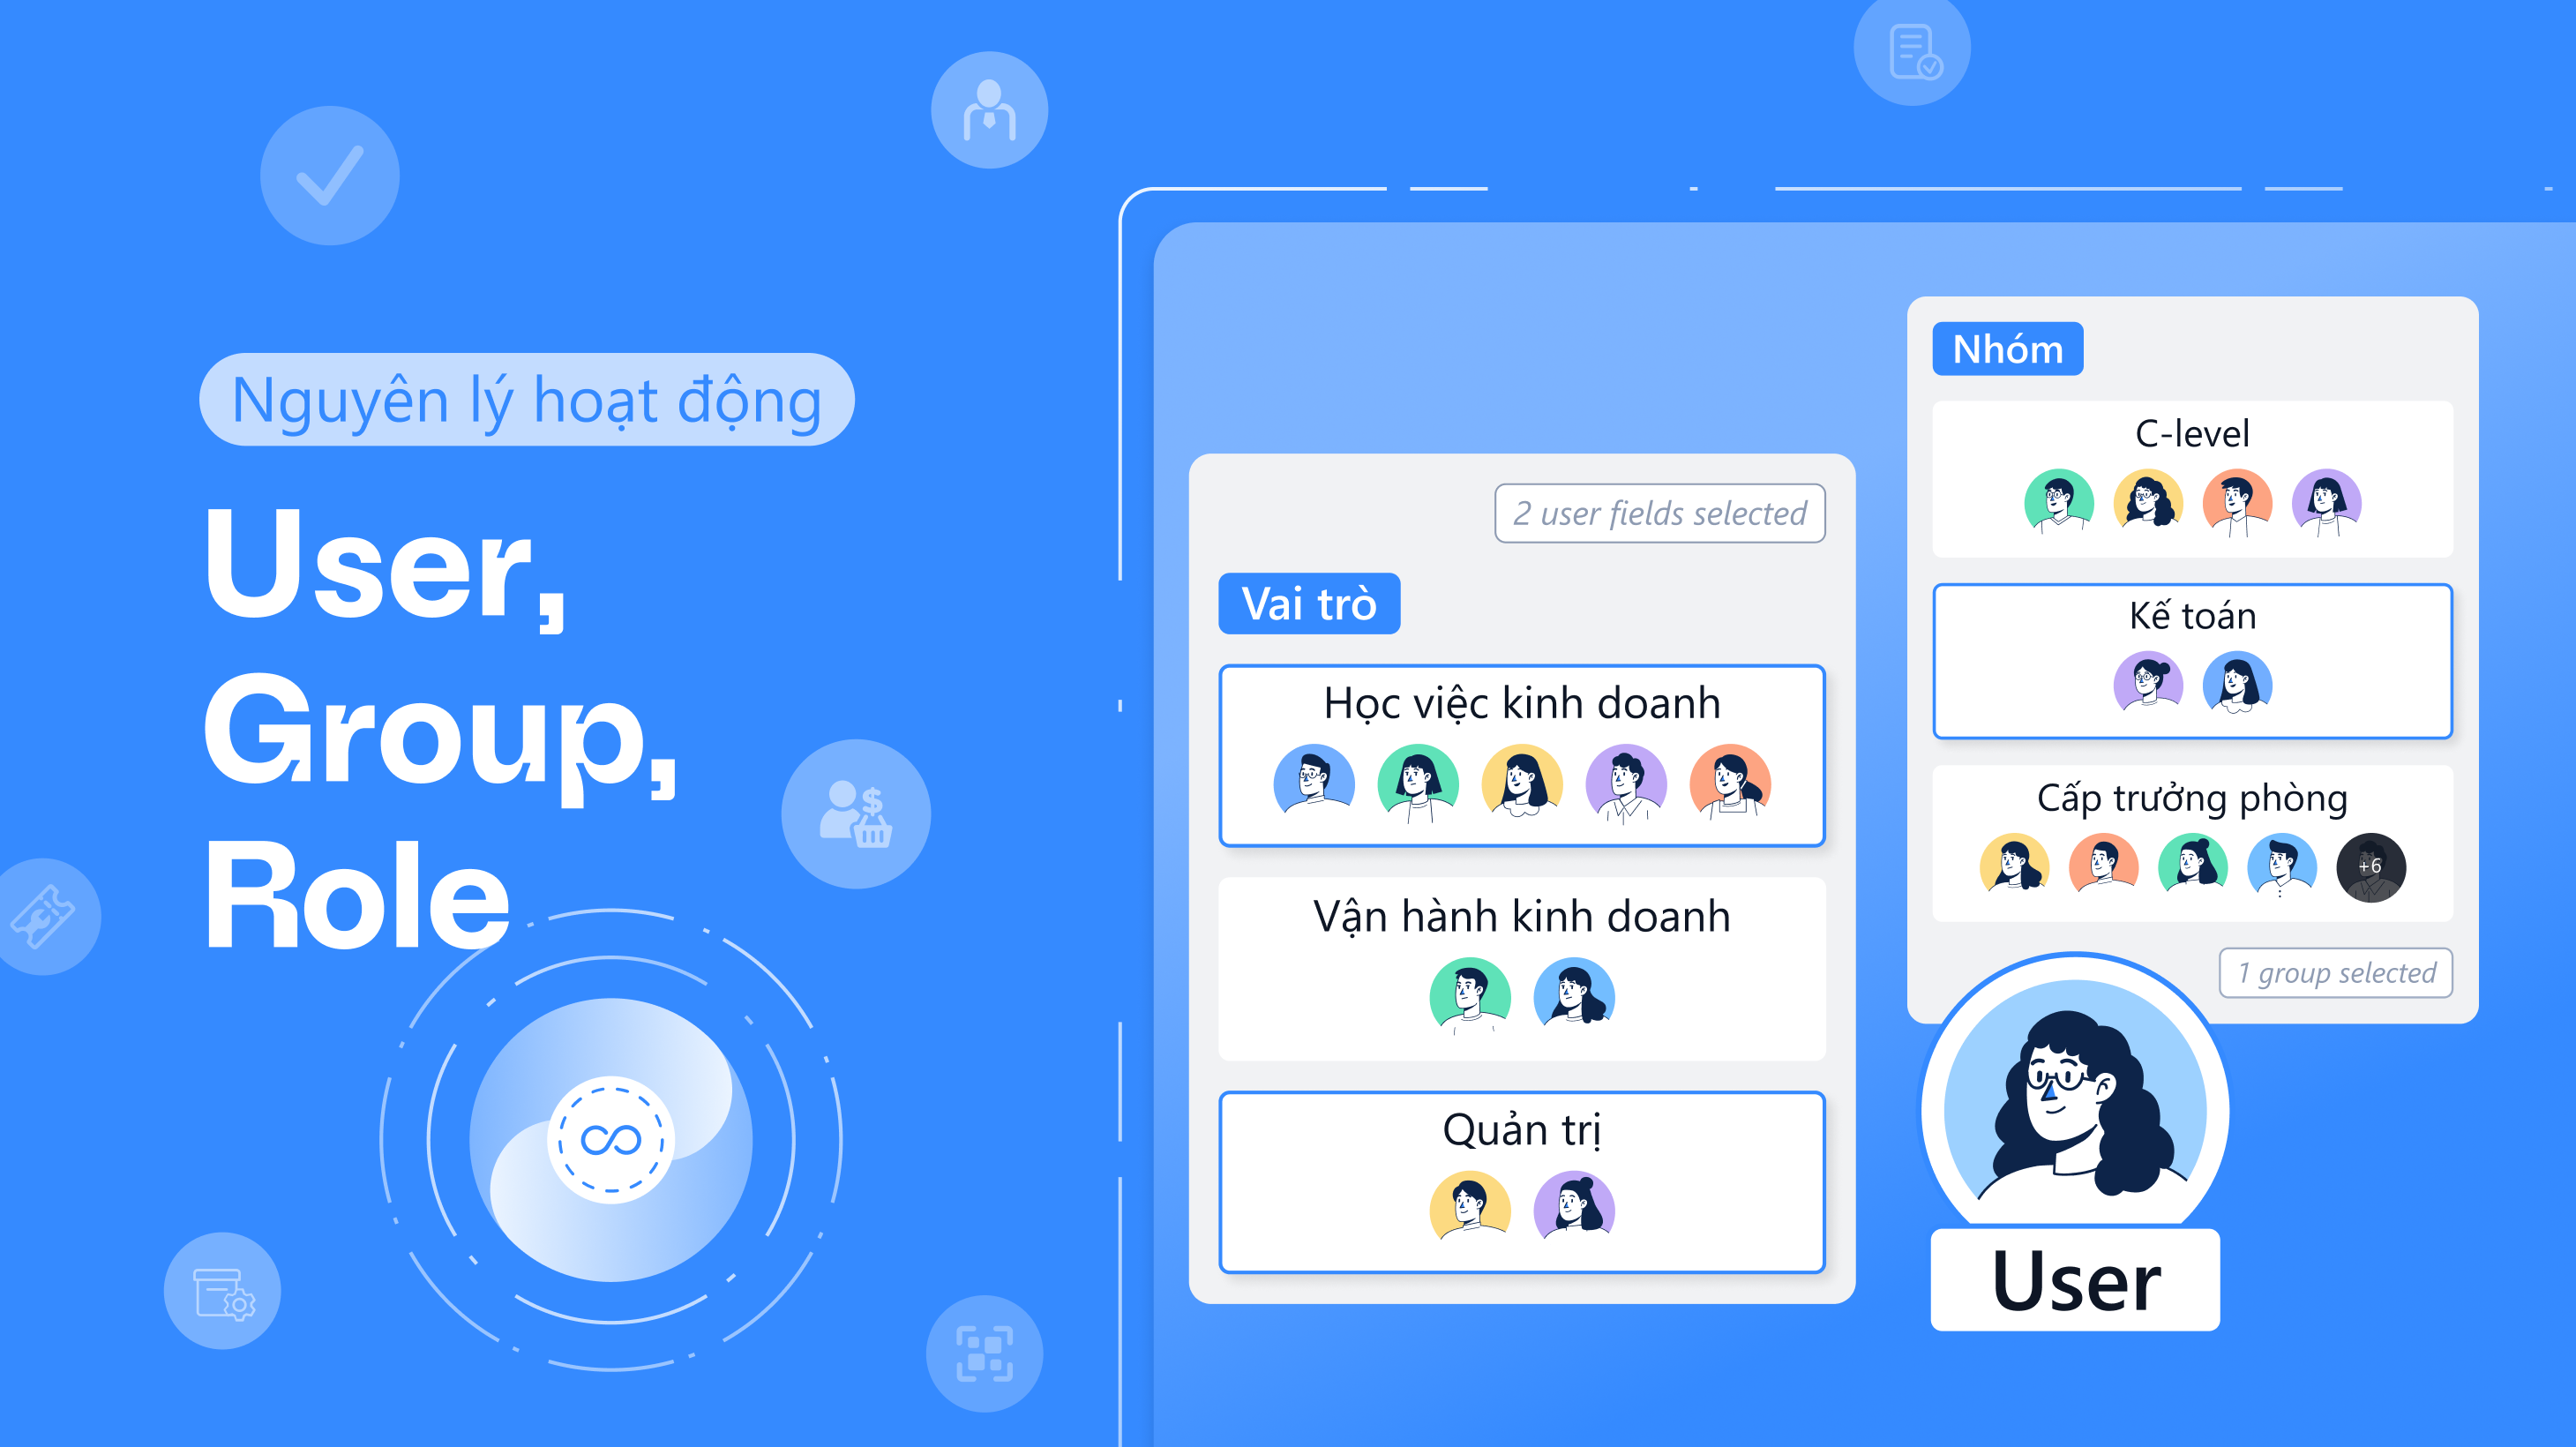 Nguyên lý hoạt động
User,
Group,
Role
2 user fields selected
Vai trò
Học việc kinh doanh
Vận hành kinh doanh
Quản trị
Nhóm
C-level
Kế toán
Cấp trưởng phòng
+6
1 group selected
User